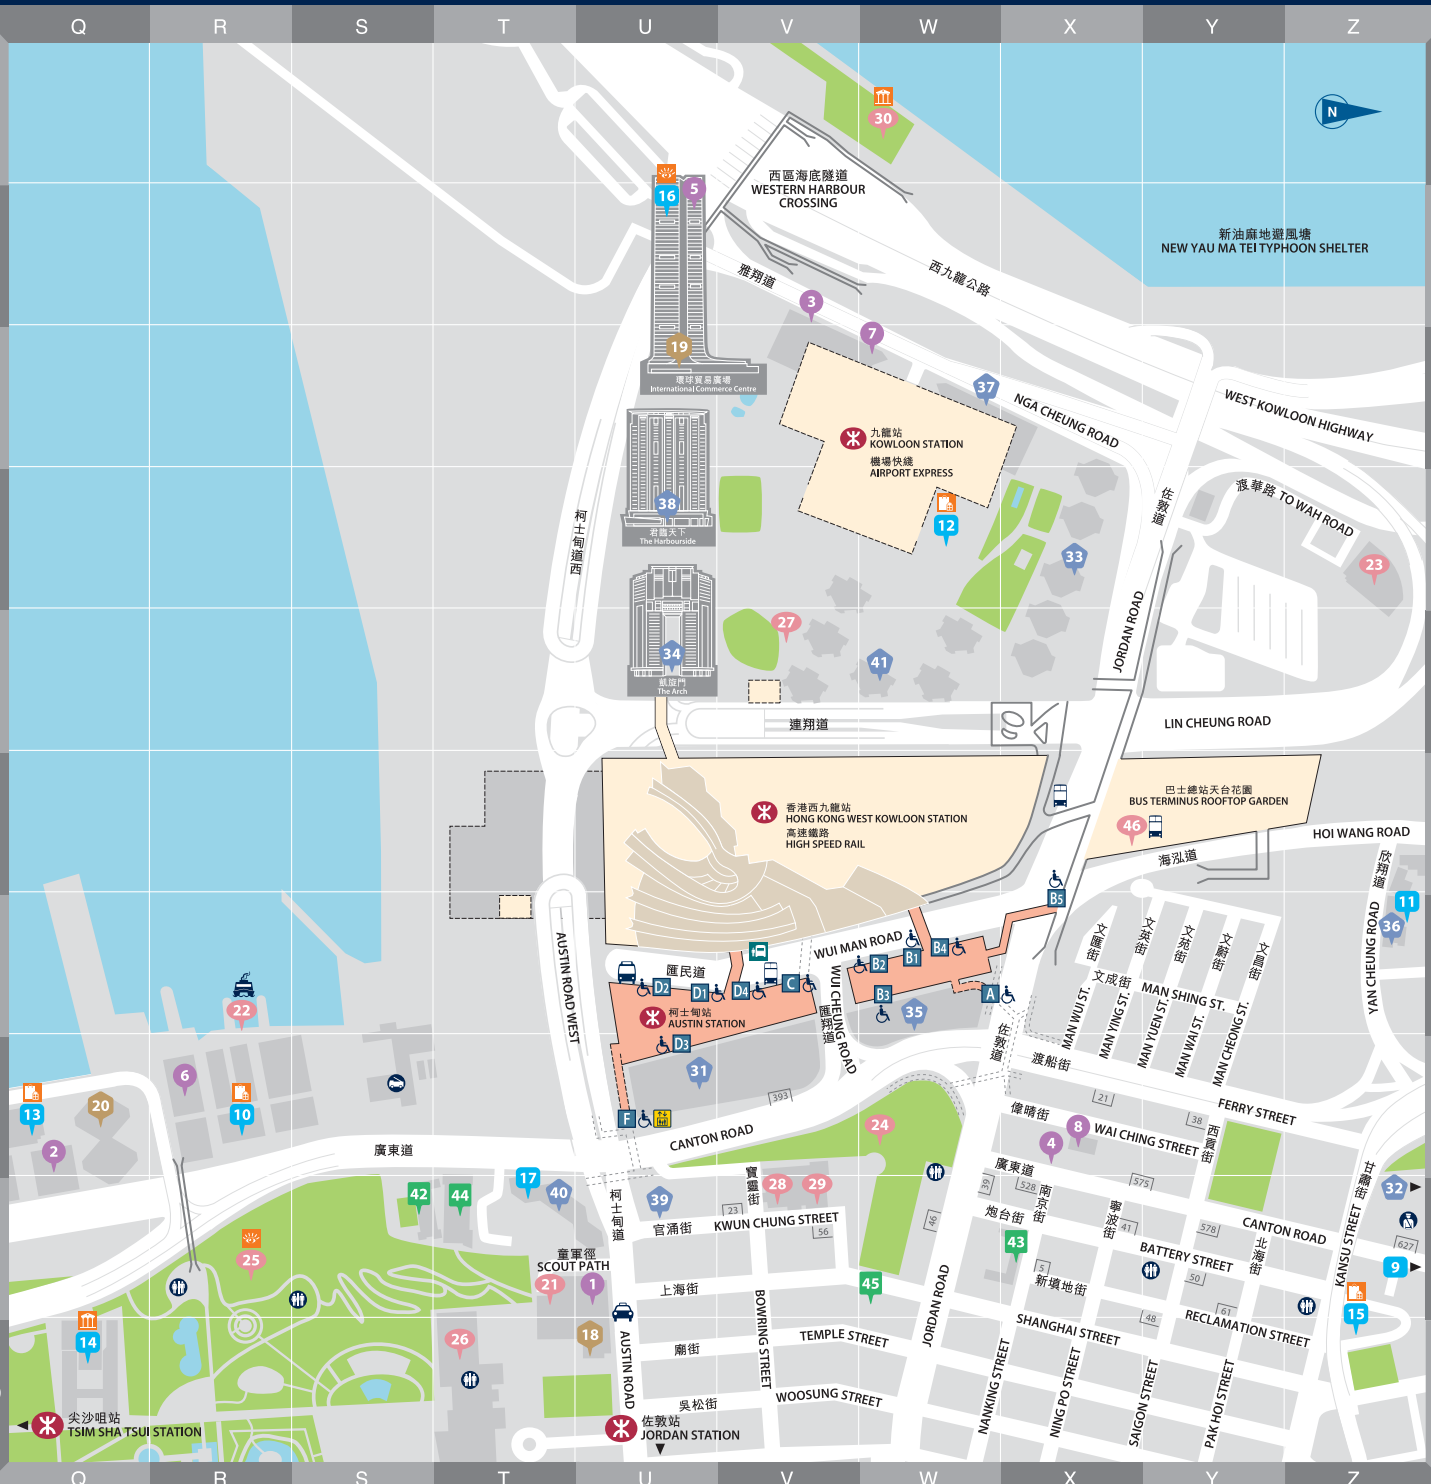 Q R S T U V W X Y Z
N
30
西區海底隧道
WESTERN HARBOUR
CROSSING
16
5
新油麻地避風塘
NEW YAU MA TEI TYPHOON SHELTER
雅翔道
西九龍公路
3
7
19
環球貿易廣場
International Commerce Centre
37
NGA CHEUNG ROAD
WEST KOWLOON HIGHWAY
九龍站
KOWLOON STATION
機場快綫
AIRPORT EXPRESS
38
君臨天下
The Harbourside
12
柯士甸道西
佐敦道
渡華路 TO WAH ROAD
33
23
27
34
凱旋門
The Arch
41
JORDAN ROAD
連翔道
LIN CHEUNG ROAD
香港西九龍站
HONG KONG WEST KOWLOON STATION
高速鐵路
HIGH SPEED RAIL
巴士總站天台花園
BUS TERMINUS ROOFTOP GARDEN
46
HOI WANG ROAD
海泓道
欣翔道
B5
11
36
YAN CHEUNG ROAD
AUSTIN ROAD WEST
WUI MAN ROAD
B4
B1
B2
B3
A
35
匯民道
D2
D1
D4
C
柯士甸站
AUSTIN STATION
D3
31
WUI CHEUNG ROAD
匯翔道
文匯街
文英街
文苑街
文蔚街
文昌街
文成街
MAN SHING ST.
MAN WUI ST.
MAN YING ST.
MAN YUEN ST.
MAN WAI ST.
MAN CHEONG ST.
22
6
20
13
10
2
F
393
CANTON ROAD
24
佐敦道
渡船街
21
38
FERRY STREET
偉晴街
8
4
WAI CHING STREET
西貢街
廣東道
17
42
44
40
39
柯士甸道
寶靈街
28
29
23
官涌街
KWUN CHUNG STREET
56
46
39
廣東道
528
575
南京街
炮台街
寧波街
41
578
CANTON ROAD
甘肅街
32
627
43
BATTERY STREET
北海街
KANSU STREET
9
25
童軍徑
SCOUT PATH
21
1
上海街
45
5
新填地街
50
15
14
26
18
BOWRING STREET
TEMPLE STREET
廟街
JORDAN ROAD
SHANGHAI STREET
48
61
RECLAMATION STREET
AUSTIN ROAD
吳松街
WOOSUNG STREET
NANKING STREET
NING PO STREET
SAIGON STREET
PAK HOI STREET
尖沙咀站
TSIM SHA TSUI STATION
佐敦站
JORDAN STATION
Q R S T U V W X Y Z